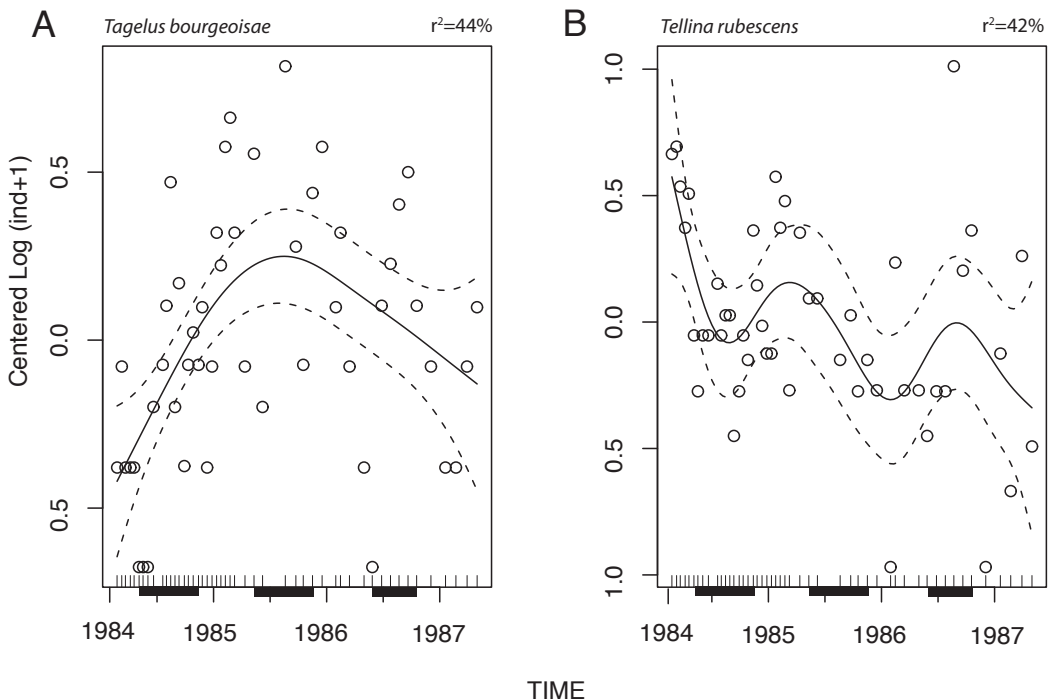 A Tagelus bourgeoisae r²=44%
B Tellina rubescens r²=42%
Centered Log (ind+1)
0.5
0.0
0.5
1.0
0.5
0.0
0.5
1.0
1984 1985 1986 1987
1984 1985 1986 1987
TIME